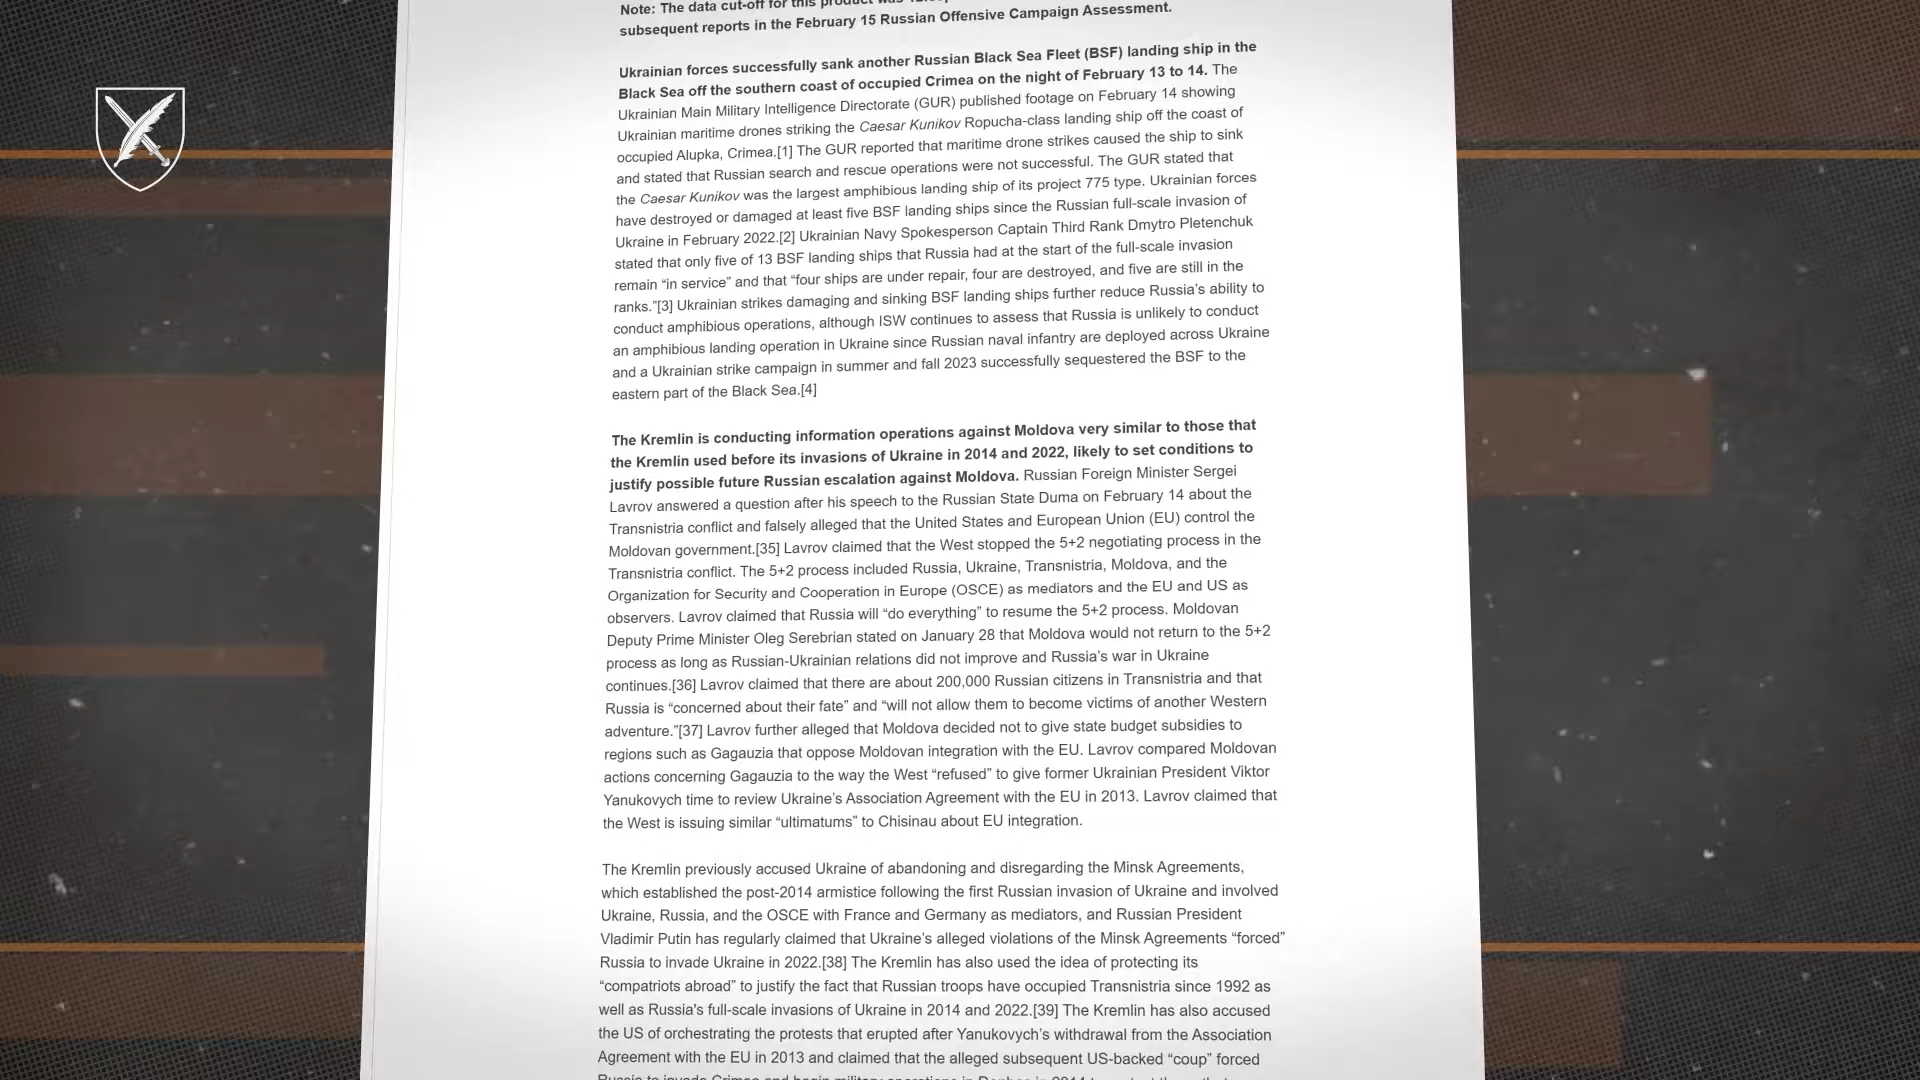 Note: The data cut-off for this product was
subsequent reports in the February 15 Russian Offensive Campaign Assessment.
Ukrainian forces successfully sank another Russian Black Sea Fleet (BSF) landing ship in the
Black Sea off the southern coast of occupied Crimea on the night of February 13 to 14. The
Ukrainian Main Military Intelligence Directorate (GUR) published footage on February 14 showing
Ukrainian maritime drones striking the Caesar Kunikov Ropucha-class landing ship off the coast of
occupied Alupka, Crimea.[1] The GUR reported that maritime drone strikes caused the ship to sink
and stated that Russian search and rescue operations were not successful. The GUR stated that
the Caesar Kunikov was the largest amphibious landing ship of its project 775 type. Ukrainian forces
have destroyed or damaged at least five BSF landing ships since the Russian full-scale invasion of
Ukraine in February 2022.[2] Ukrainian Navy Spokesperson Captain Third Rank Dmytro Pletenchuk
stated that only five of 13 BSF landing ships that Russia had at the start of the full-scale invasion
remain “in service” and that “four ships are under repair, four are destroyed, and five are still in the
ranks.”[3] Ukrainian strikes damaging and sinking BSF landing ships further reduce Russia’s ability to
conduct amphibious operations, although ISW continues to assess that Russia is unlikely to conduct
an amphibious landing operation in Ukraine since Russian naval infantry are deployed across Ukraine
and a Ukrainian strike campaign in summer and fall 2023 successfully sequestered the BSF to the
eastern part of the Black Sea.[4]
The Kremlin is conducting information operations against Moldova very similar to those that
the Kremlin used before its invasions of Ukraine in 2014 and 2022, likely to set conditions to
justify possible future Russian escalation against Moldova. Russian Foreign Minister Sergei
Lavrov answered a question after his speech to the Russian State Duma on February 14 about the
Transnistria conflict and falsely alleged that the United States and European Union (EU) control the
Moldovan government.[35] Lavrov claimed that the West stopped the 5+2 negotiating process in the
Transnistria conflict. The 5+2 process included Russia, Ukraine, Transnistria, Moldova, and the
Organization for Security and Cooperation in Europe (OSCE) as mediators and the EU and US as
observers. Lavrov claimed that Russia will “do everything” to resume the 5+2 process. Moldovan
Deputy Prime Minister Oleg Serebrian stated on January 28 that Moldova would not return to the 5+2
process as long as Russian-Ukrainian relations did not improve and Russia’s war in Ukraine
continues.[36] Lavrov claimed that there are about 200,000 Russian citizens in Transnistria and that
Russia is “concerned about their fate” and “will not allow them to become victims of another Western
adventure.”[37] Lavrov further alleged that Moldova decided not to give state budget subsidies to
regions such as Gagauzia that oppose Moldovan integration with the EU. Lavrov compared Moldovan
actions concerning Gagauzia to the way the West “refused” to give former Ukrainian President Viktor
Yanukovych time to review Ukraine’s Association Agreement with the EU in 2013. Lavrov claimed that
the West is issuing similar “ultimatums” to Chisinau about EU integration.
The Kremlin previously accused Ukraine of abandoning and disregarding the Minsk Agreements,
which established the post-2014 armistice following the first Russian invasion of Ukraine and involved
Ukraine, Russia, and the OSCE with France and Germany as mediators, and Russian President
Vladimir Putin has regularly claimed that Ukraine’s alleged violations of the Minsk Agreements “forced”
Russia to invade Ukraine in 2022.[38] The Kremlin has also used the idea of protecting its
“compatriots abroad” to justify the fact that Russian troops have occupied Transnistria since 1992 as
well as Russia's full-scale invasions of Ukraine in 2014 and 2022.[39] The Kremlin has also accused
the US of orchestrating the protests that erupted after Yanukovych’s withdrawal from the Association
Agreement with the EU in 2013 and claimed that the alleged subsequent US-backed “coup” forced